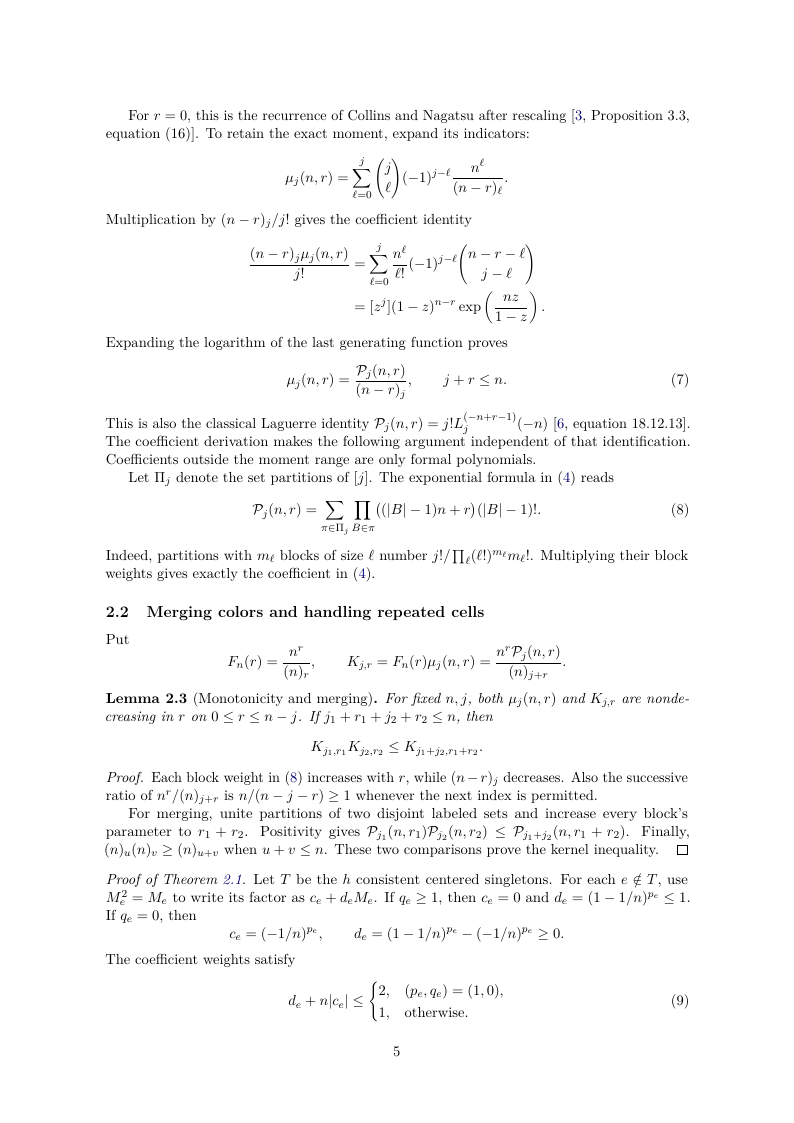 For r = 0, this is the recurrence of Collins and Nagatsu after rescaling [3, Proposition 3.3,
equation (16)]. To retain the exact moment, expand its indicators:
μ_j(n, r) = ∑_{ℓ=0}^{j} \binom{j}{ℓ} (−1)^{j−ℓ} \frac{n^ℓ}{(n − r)_ℓ}.
Multiplication by (n − r)_j/j! gives the coefficient identity
\frac{(n − r)_j μ_j(n, r)}{j!} = ∑_{ℓ=0}^{j} \frac{n^ℓ}{ℓ!} (−1)^{j−ℓ} \binom{n − r − ℓ}{j − ℓ}
= [z^j](1 − z)^{n−r} exp ( \frac{nz}{1 − z} ).
Expanding the logarithm of the last generating function proves
μ_j(n, r) = \frac{𝒫_j(n, r)}{(n − r)_j}, j + r ≤ n. (7)
This is also the classical Laguerre identity 𝒫_j(n, r) = j!L_j^{(−n+r−1)}(−n) [6, equation 18.12.13].
The coefficient derivation makes the following argument independent of that identification.
Coefficients outside the moment range are only formal polynomials.
Let Π_j denote the set partitions of [j]. The exponential formula in (4) reads
𝒫_j(n, r) = ∑_{π∈Π_j} ∏_{B∈π} ((|B| − 1)n + r)(|B| − 1)!. (8)
Indeed, partitions with m_ℓ blocks of size ℓ number j!/∏_ℓ(ℓ!)^{m_ℓ}m_ℓ!. Multiplying their block
weights gives exactly the coefficient in (4).
2.2 Merging colors and handling repeated cells
Put
F_n(r) = \frac{n^r}{(n)_r}, K_{j,r} = F_n(r)μ_j(n, r) = \frac{n^r 𝒫_j(n, r)}{(n)_{j+r}}.
Lemma 2.3 (Monotonicity and merging). For fixed n, j, both μ_j(n, r) and K_{j,r} are nonde-
creasing in r on 0 ≤ r ≤ n − j. If j_1 + r_1 + j_2 + r_2 ≤ n, then
K_{j_1,r_1}K_{j_2,r_2} ≤ K_{j_1+j_2,r_1+r_2}.
Proof. Each block weight in (8) increases with r, while (n − r)_j decreases. Also the successive
ratio of n^r/(n)_{j+r} is n/(n − j − r) ≥ 1 whenever the next index is permitted.
For merging, unite partitions of two disjoint labeled sets and increase every block's
parameter to r_1 + r_2. Positivity gives 𝒫_{j_1}(n, r_1)𝒫_{j_2}(n, r_2) ≤ 𝒫_{j_1+j_2}(n, r_1 + r_2). Finally,
(n)_u(n)_v ≥ (n)_{u+v} when u + v ≤ n. These two comparisons prove the kernel inequality. □
Proof of Theorem 2.1. Let T be the h consistent centered singletons. For each e ∉ T, use
M_e^2 = M_e to write its factor as c_e + d_eM_e. If q_e ≥ 1, then c_e = 0 and d_e = (1 − 1/n)^{p_e} ≤ 1.
If q_e = 0, then
c_e = (−1/n)^{p_e}, d_e = (1 − 1/n)^{p_e} − (−1/n)^{p_e} ≥ 0.
The coefficient weights satisfy
d_e + n|c_e| ≤ { 2, (p_e, q_e) = (1, 0),
1, otherwise. (9)
5